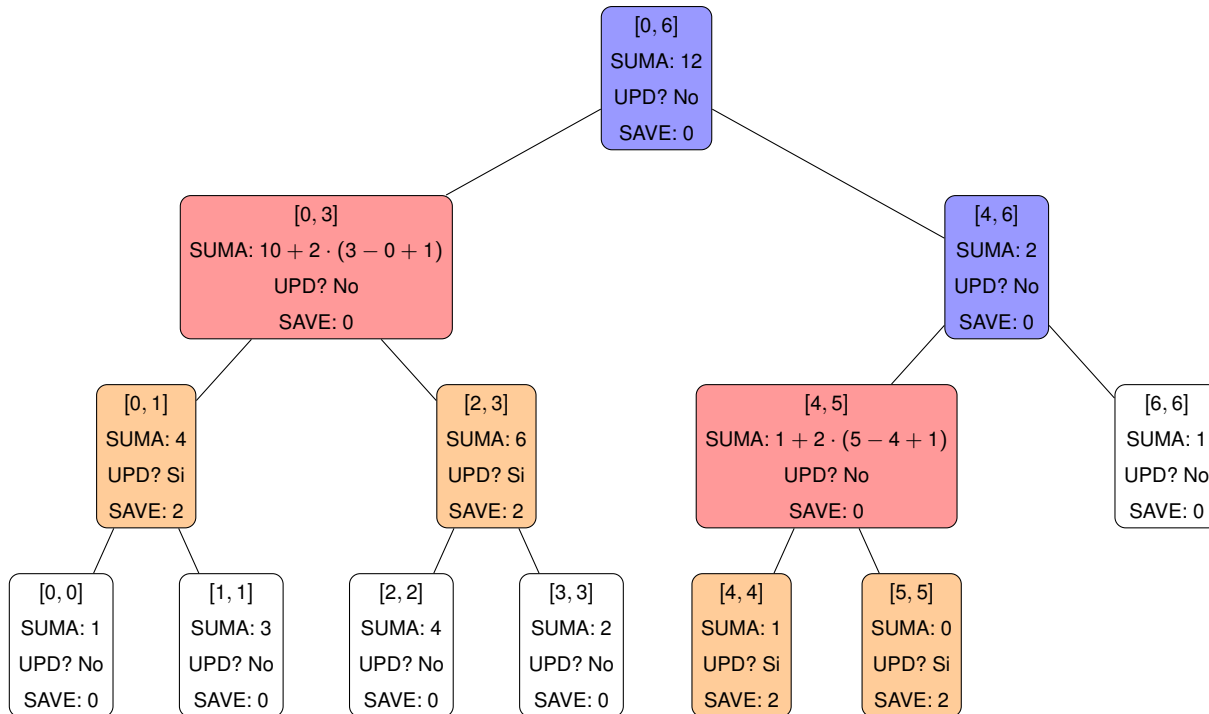 [0, 6]
SUMA: 12
UPD? No
SAVE: 0
[0, 3]
SUMA: 10 + 2 · (3 − 0 + 1)
UPD? No
SAVE: 0
[4, 6]
SUMA: 2
UPD? No
SAVE: 0
[0, 1]
SUMA: 4
UPD? Si
SAVE: 2
[2, 3]
SUMA: 6
UPD? Si
SAVE: 2
[4, 5]
SUMA: 1 + 2 · (5 − 4 + 1)
UPD? No
SAVE: 0
[6, 6]
SUMA: 1
UPD? No
SAVE: 0
[0, 0]
SUMA: 1
UPD? No
SAVE: 0
[1, 1]
SUMA: 3
UPD? No
SAVE: 0
[2, 2]
SUMA: 4
UPD? No
SAVE: 0
[3, 3]
SUMA: 2
UPD? No
SAVE: 0
[4, 4]
SUMA: 1
UPD? Si
SAVE: 2
[5, 5]
SUMA: 0
UPD? Si
SAVE: 2